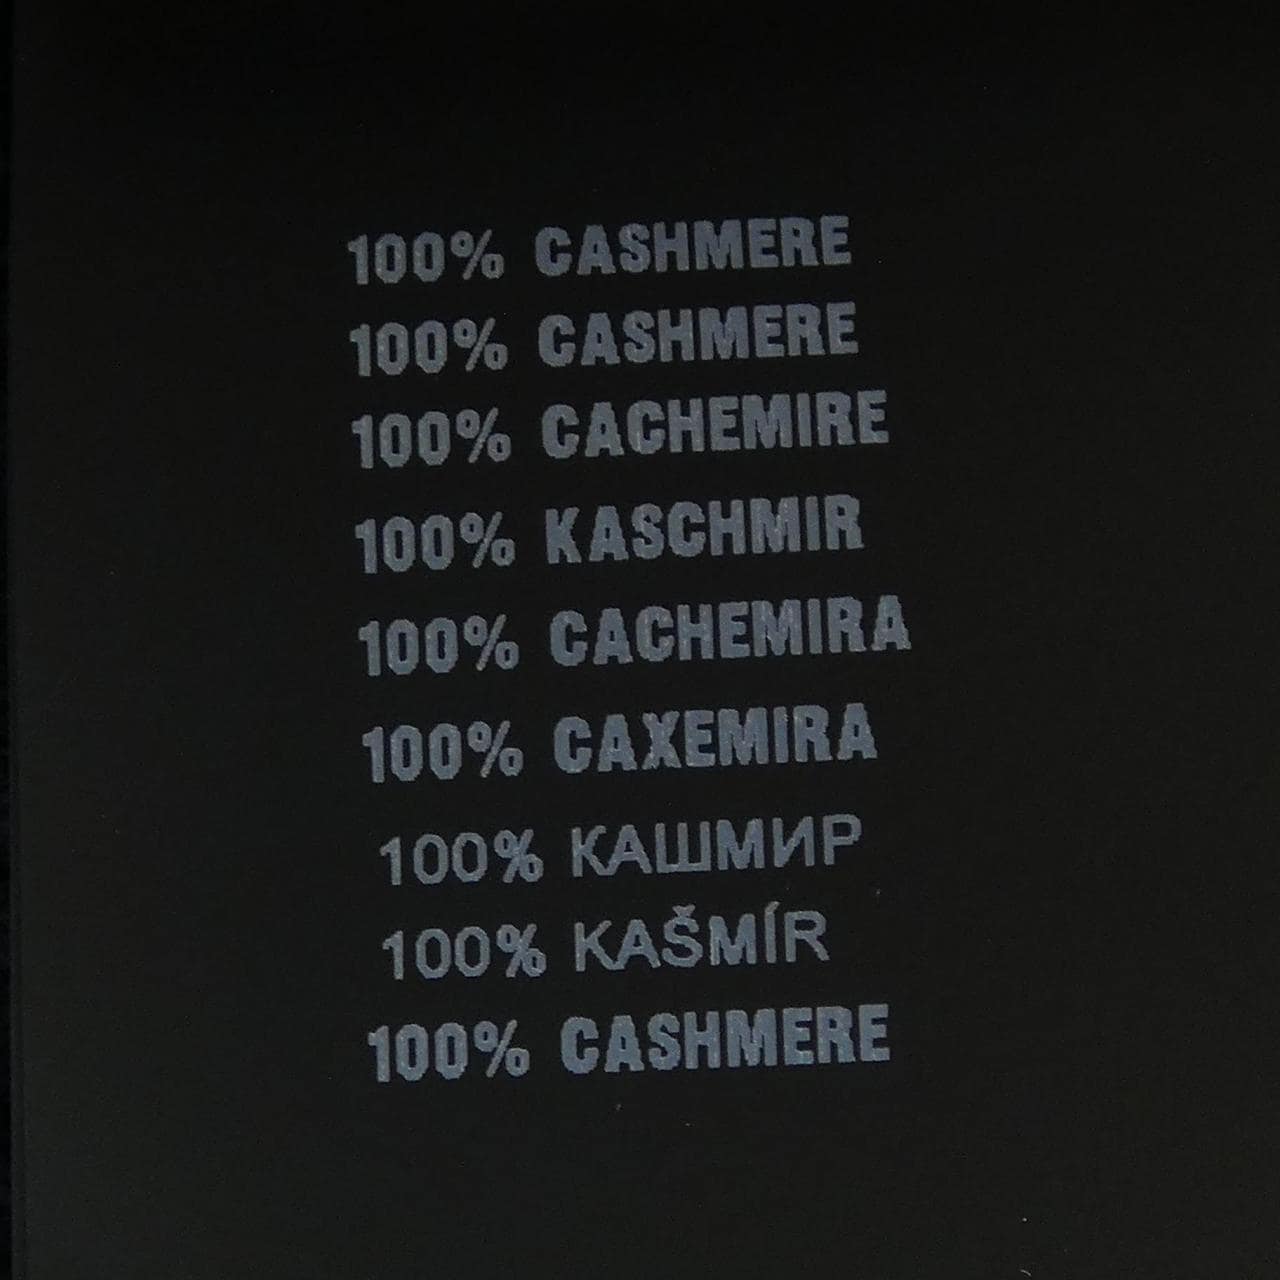 100% CASHMERE
100% CASHMERE
100% CACHEMIRE
100% KASCHMIR
100% CACHEMIRA
100% CAXEMIRA
100% КАШМИР
100% KAŠMÍR
100% CASHMERE